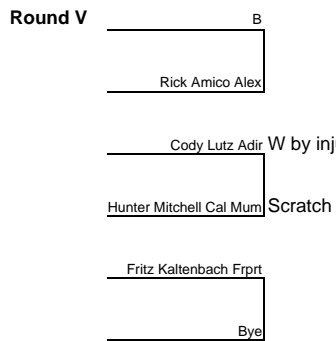 Round V B
Rick Amico Alex
Cody Lutz Adir W by inj
Hunter Mitchell Cal Mum Scratch
Fritz Kaltenbach Frprt
Bye